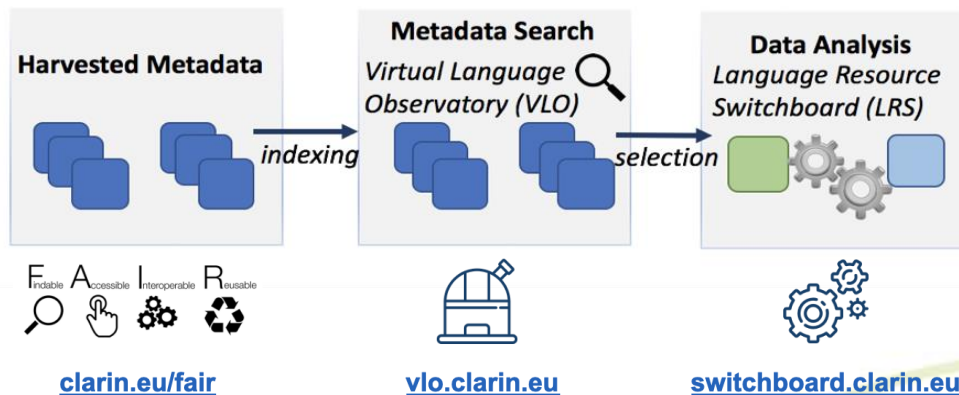 Harvested Metadata
indexing
Metadata Search
Virtual Language
Observatory (VLO)
selection
Data Analysis
Language Resource
Switchboard (LRS)
Findable Accessible Interoperable Reusable
clarin.eu/fair
vlo.clarin.eu
switchboard.clarin.eu